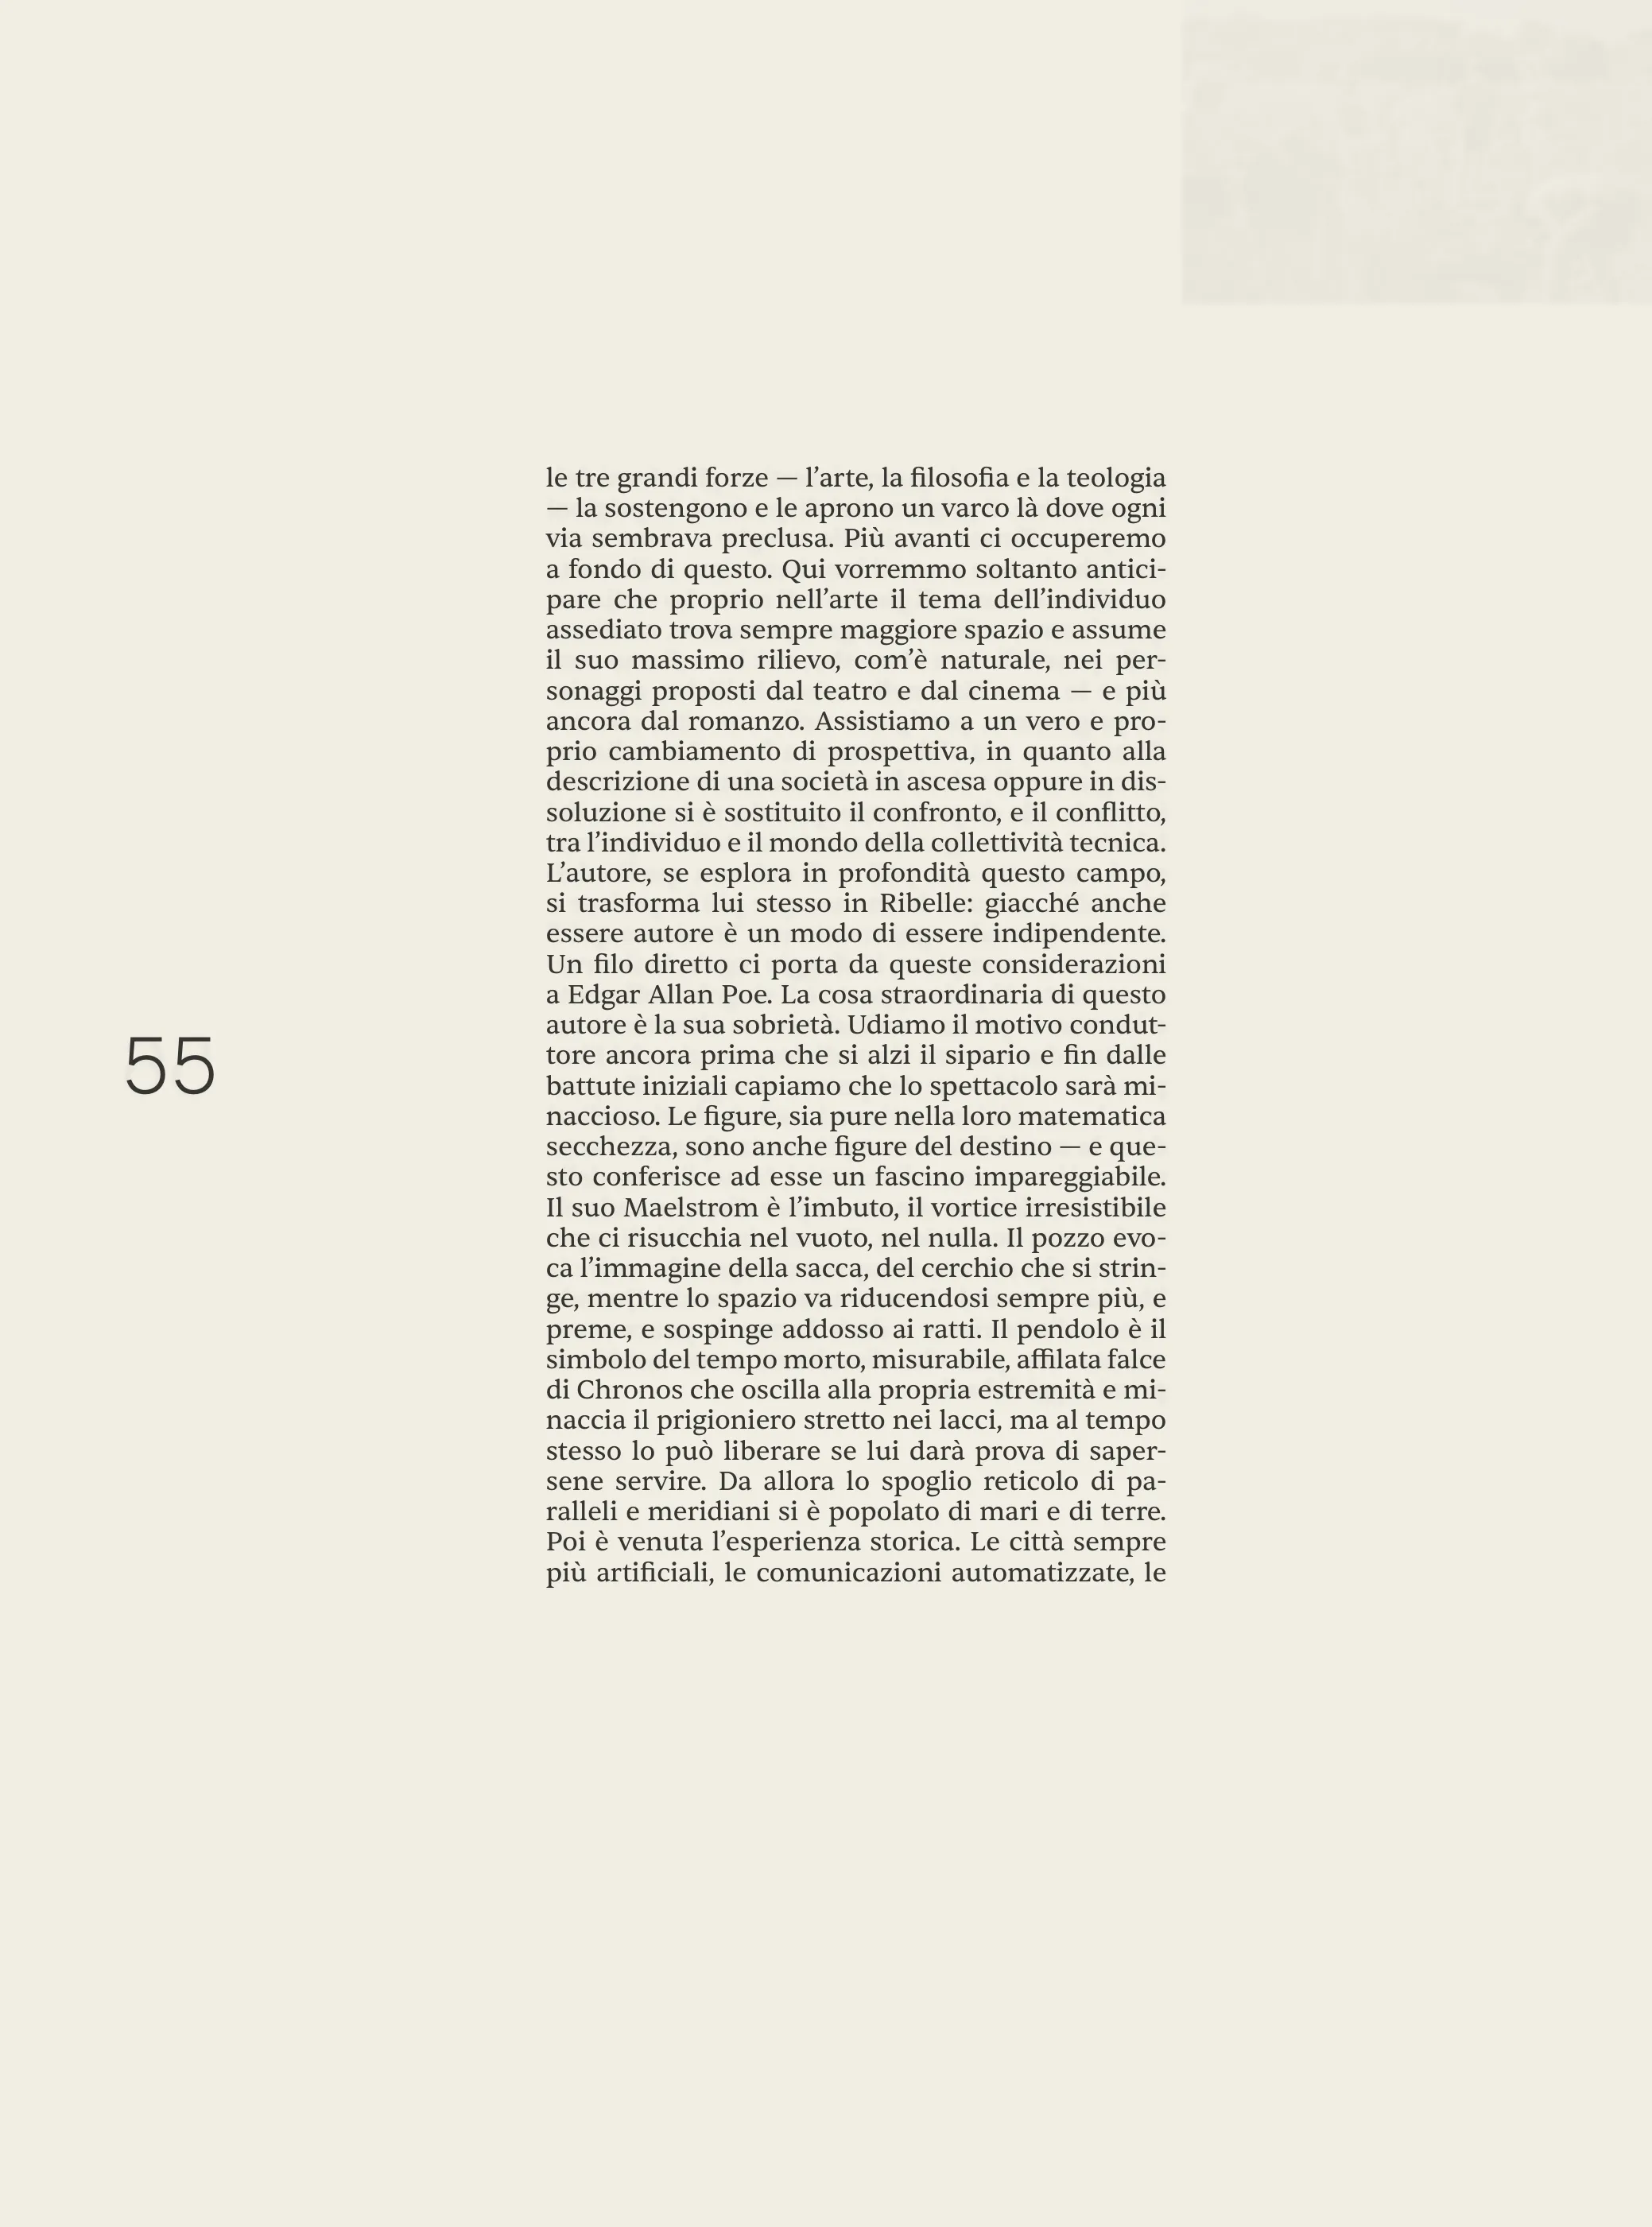 le tre grandi forze — l’arte, la filosofia e la teologia
— la sostengono e le aprono un varco là dove ogni
via sembrava preclusa. Più avanti ci occuperemo
a fondo di questo. Qui vorremmo soltanto antici-
pare che proprio nell’arte il tema dell’individuo
assediato trova sempre maggiore spazio e assume
il suo massimo rilievo, com’è naturale, nei per-
sonaggi proposti dal teatro e dal cinema — e più
ancora dal romanzo. Assistiamo a un vero e pro-
prio cambiamento di prospettiva, in quanto alla
descrizione di una società in ascesa oppure in dis-
soluzione si è sostituito il confronto, e il conflitto,
tra l’individuo e il mondo della collettività tecnica.
L’autore, se esplora in profondità questo campo,
si trasforma lui stesso in Ribelle: giacché anche
essere autore è un modo di essere indipendente.
Un filo diretto ci porta da queste considerazioni
a Edgar Allan Poe. La cosa straordinaria di questo
autore è la sua sobrietà. Udiamo il motivo condut-
tore ancora prima che si alzi il sipario e fin dalle
battute iniziali capiamo che lo spettacolo sarà mi-
naccioso. Le figure, sia pure nella loro matematica
secchezza, sono anche figure del destino — e que-
sto conferisce ad esse un fascino impareggiabile.
Il suo Maelstrom è l’imbuto, il vortice irresistibile
che ci risucchia nel vuoto, nel nulla. Il pozzo evo-
ca l’immagine della sacca, del cerchio che si strin-
ge, mentre lo spazio va riducendosi sempre più, e
preme, e sospinge addosso ai ratti. Il pendolo è il
simbolo del tempo morto, misurabile, affilata falce
di Chronos che oscilla alla propria estremità e mi-
naccia il prigioniero stretto nei lacci, ma al tempo
stesso lo può liberare se lui darà prova di saper-
sene servire. Da allora lo spoglio reticolo di pa-
ralleli e meridiani si è popolato di mari e di terre.
Poi è venuta l’esperienza storica. Le città sempre
più artificiali, le comunicazioni automatizzate, le
55